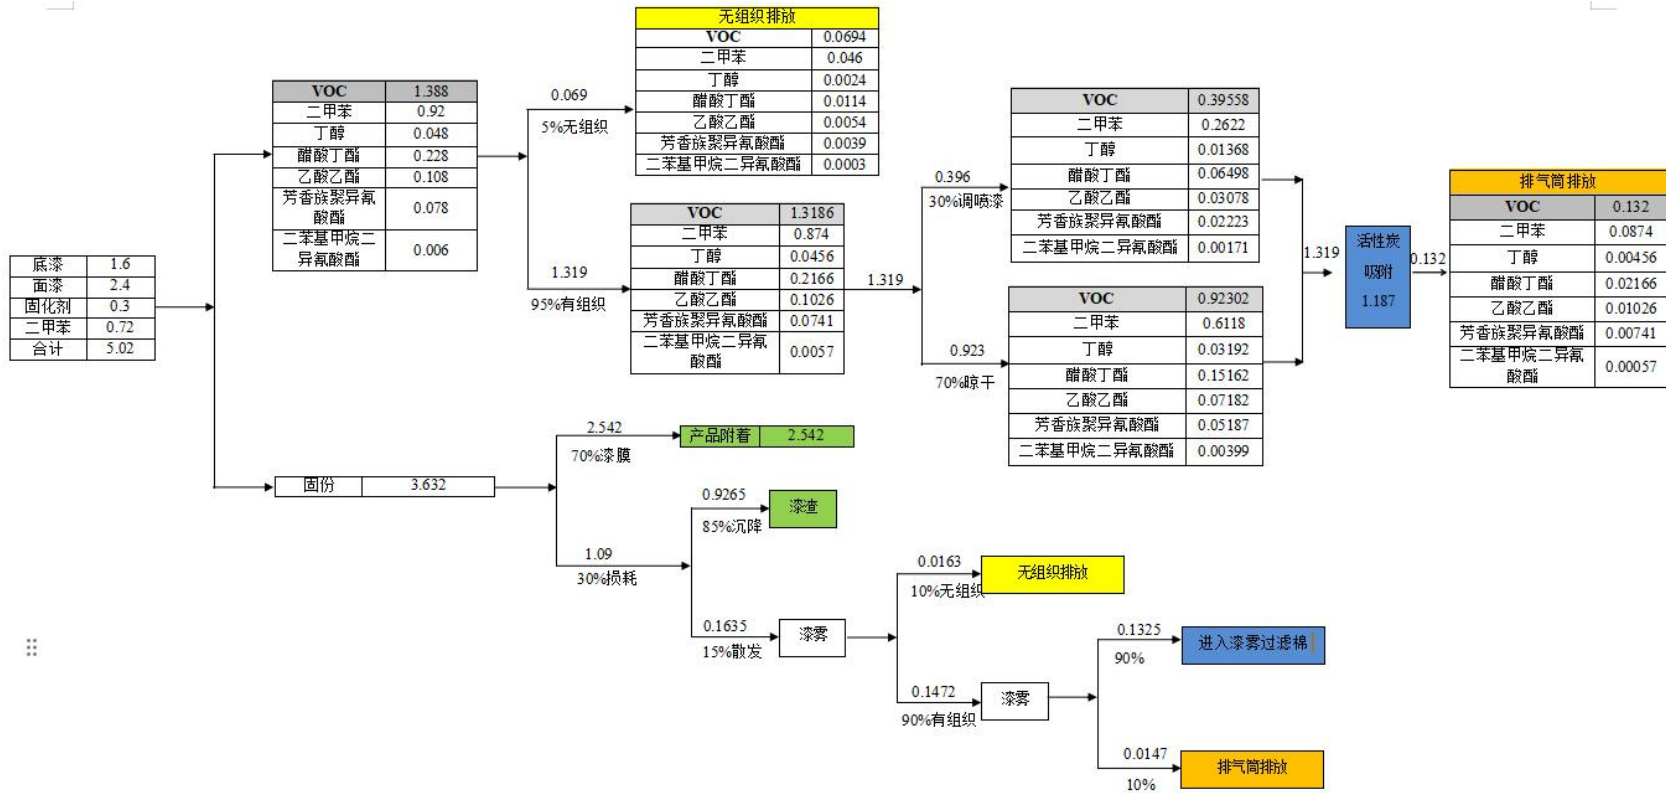 底漆 1.6
面漆 2.4
固化剂 0.3
二甲苯 0.72
合计 5.02
VOC 1.388
二甲苯 0.92
丁醇 0.048
醋酸丁酯 0.228
乙酸乙酯 0.108
芳香族聚异氰
酸酯 0.078
二苯基甲烷二
异氰酸酯 0.006
0.069
5%无组织
无组织排放
VOC 0.0694
二甲苯 0.046
丁醇 0.0024
醋酸丁酯 0.0114
乙酸乙酯 0.0054
芳香族聚异氰酸酯 0.0039
二苯基甲烷二异氰酸酯 0.0003
1.319
95%有组织
VOC 1.3186
二甲苯 0.874
丁醇 0.0456
醋酸丁酯 0.2166
乙酸乙酯 0.1026
芳香族聚异氰酸酯 0.0741
二苯基甲烷二异氰
酸酯 0.0057
1.319
0.396
30%调喷漆
VOC 0.39558
二甲苯 0.2622
丁醇 0.01368
醋酸丁酯 0.06498
乙酸乙酯 0.03078
芳香族聚异氰酸酯 0.02223
二苯基甲烷二异氰酸酯 0.00171
0.923
70%晾干
VOC 0.92302
二甲苯 0.6118
丁醇 0.03192
醋酸丁酯 0.15162
乙酸乙酯 0.07182
芳香族聚异氰酸酯 0.05187
二苯基甲烷二异氰酸酯 0.00399
1.319
活性炭
吸附
1.187
0.132
排气筒排放
VOC 0.132
二甲苯 0.0874
丁醇 0.00456
醋酸丁酯 0.02166
乙酸乙酯 0.01026
芳香族聚异氰酸酯 0.00741
二苯基甲烷二异氰
酸酯 0.00057
固份 3.632
2.542
70%漆膜
产品附着 2.542
1.09
30%损耗
0.9265
85%沉降
漆渣
0.1635
15%散发
漆雾
0.0163
10%无组织
无组织排放
0.1472
90%有组织
漆雾
0.1325
90%
进入漆雾过滤棉
0.0147
10%
排气筒排放